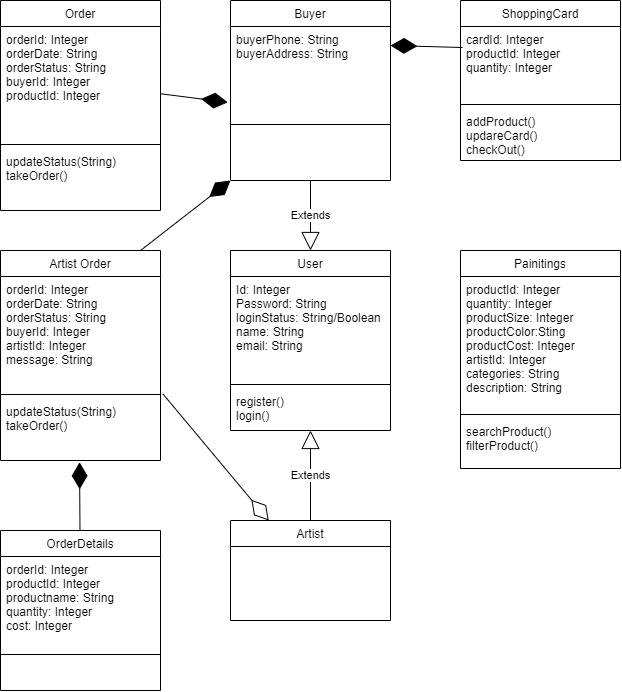 Order
orderId: Integer
orderDate: String
orderStatus: String
buyerId: Integer
productId: Integer
updateStatus(String)
takeOrder()
Buyer
buyerPhone: String
buyerAddress: String
ShoppingCard
cardId: Integer
productId: Integer
quantity: Integer
addProduct()
updareCard()
checkOut()
Extends
Artist Order
orderId: Integer
orderDate: String
orderStatus: String
buyerId: Integer
artistId: Integer
message: String
updateStatus(String)
takeOrder()
User
Id: Integer
Password: String
loginStatus: String/Boolean
name: String
email: String
register()
login()
Painitings
productId: Integer
quantity: Integer
productSize: Integer
productColor:Sting
productCost: Integer
artistId: Integer
categories: String
description: String
searchProduct()
filterProduct()
Extends
OrderDetails
orderId: Integer
productId: Integer
productname: String
quantity: Integer
cost: Integer
Artist